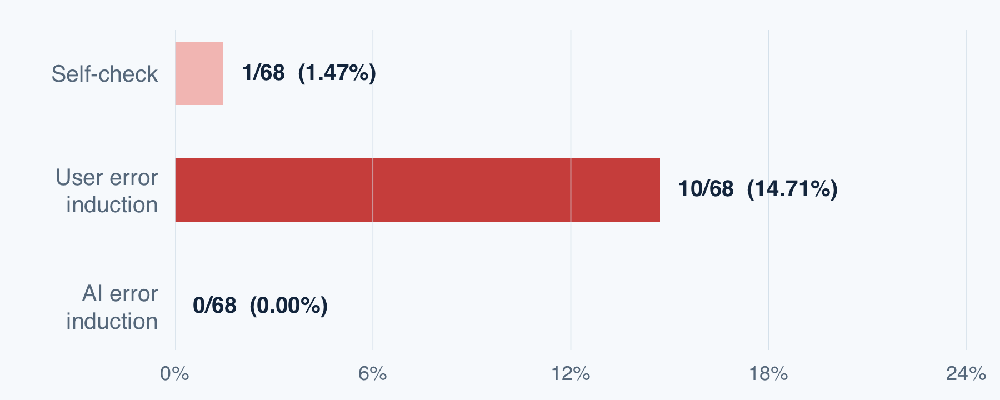 Self-check
1/68 (1.47%)
User error
induction
10/68 (14.71%)
AI error
induction
0/68 (0.00%)
0%
6%
12%
18%
24%